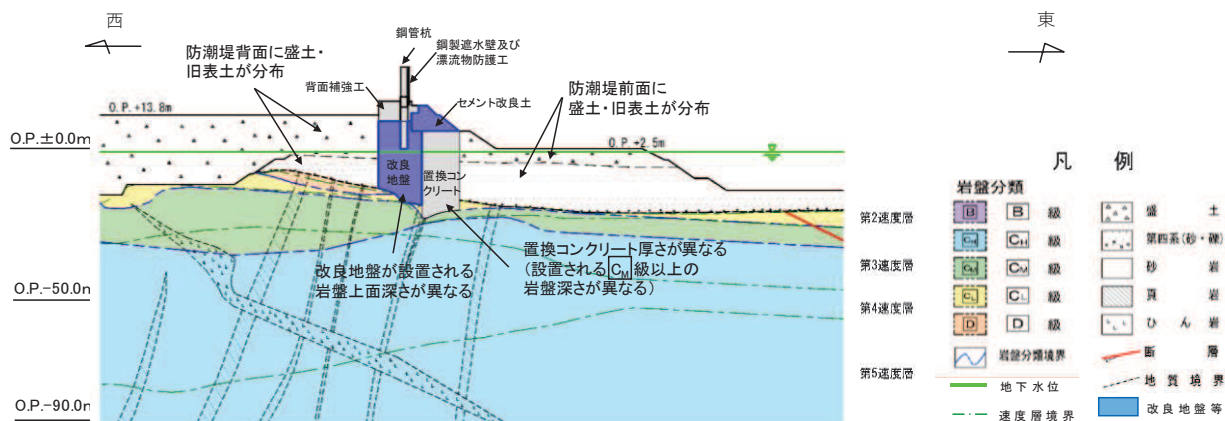 西
東
鋼管杭
鋼製遮水壁及び
漂流物防護工
防潮堤背面に盛土・
旧表土が分布
背面補強工
セメント改良土
防潮堤前面に
盛土・旧表土が分布
O.P.+13.8m
O.P.±0.0m
O.P.+2.5m
改良
地盤
置換コン
クリート
改良地盤が設置される
岩盤上面深さが異なる
置換コンクリート厚さが異なる
（設置されるCM級以上の
岩盤深さが異なる）
O.P.-50.0m
O.P.-90.0m
第2速度層
第3速度層
第4速度層
第5速度層
凡 例
岩盤分類
B B 級
CH CH 級
CM CM 級
CL CL 級
D D 級
岩盤分類境界
地下水位
速度層境界
盛 土
第四系(砂・礫)
砂 岩
頁 岩
ひ ん 岩
断 層
地質境界
改良地盤等